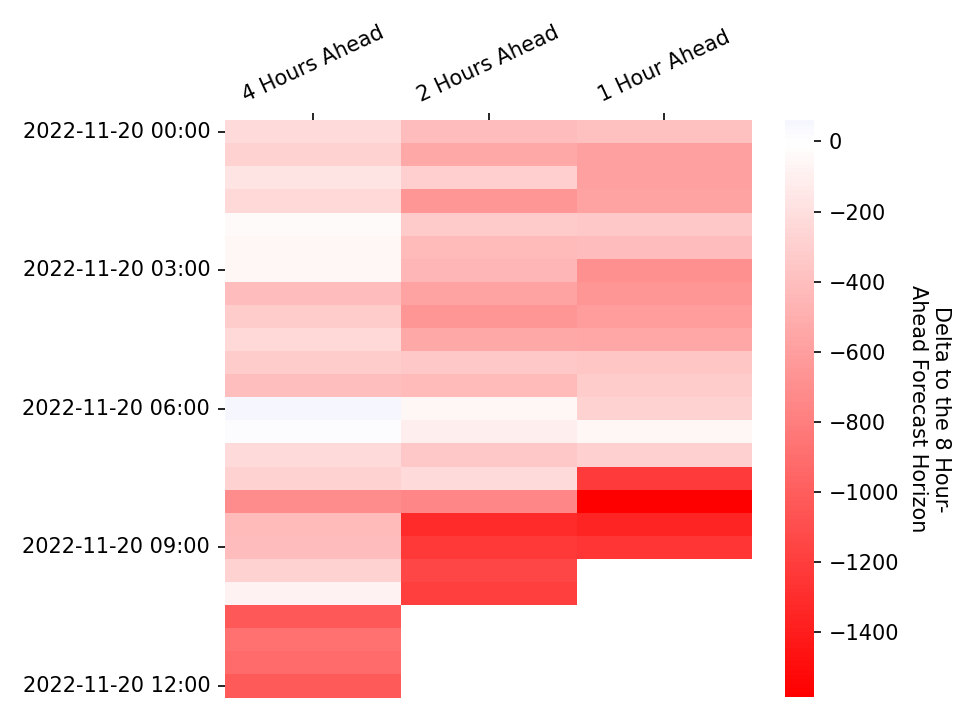 4 Hours Ahead
2 Hours Ahead
1 Hour Ahead
2022-11-20 00:00
2022-11-20 03:00
2022-11-20 06:00
2022-11-20 09:00
2022-11-20 12:00
0
−200
−400
−600
−800
−1000
−1200
−1400
Delta to the 8 Hour-
Ahead Forecast Horizon